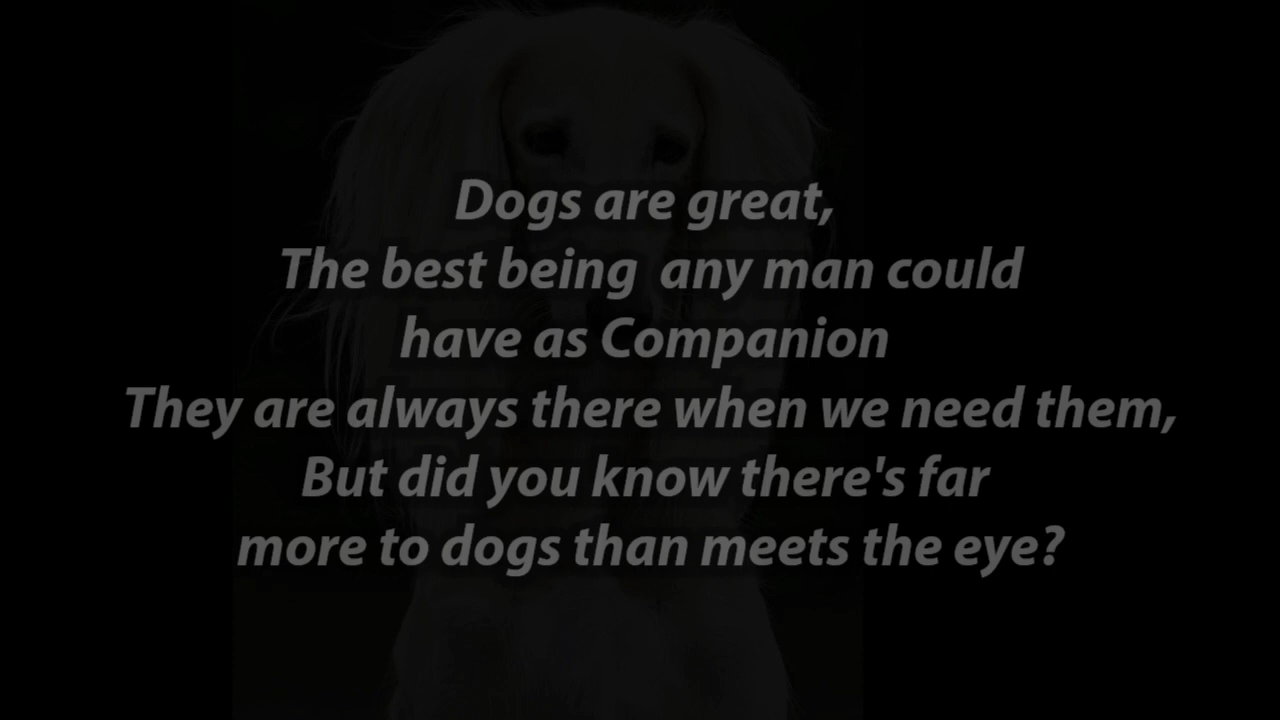 Dogs are great,
The best being  any man could
have as Companion
They are always there when we need them,
But did you know there's far
more to dogs than meets the eye?